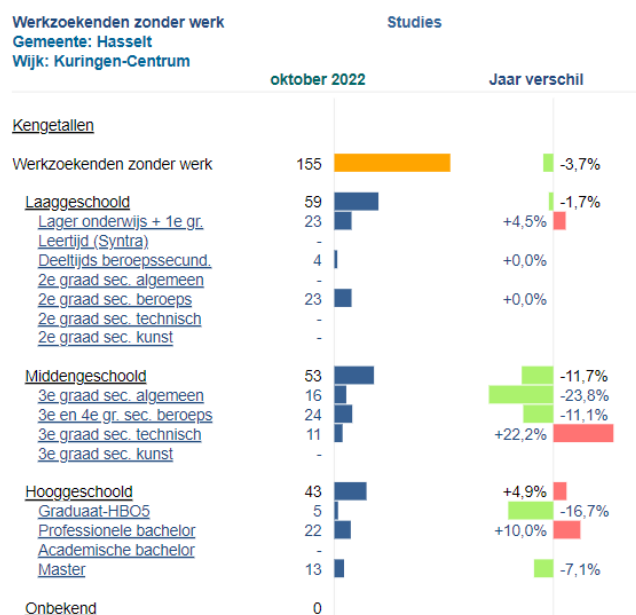 Werkzoekenden zonder werk Studies
Gemeente: Hasselt
Wijk: Kuringen-Centrum
oktober 2022 Jaar verschil
Kengetallen
Werkzoekenden zonder werk 155 -3,7%
Laaggeschoold 59 -1,7%
Lager onderwijs + 1e gr. 23 +4,5%
Leertijd (Syntra) -
Deeltijds beroepssecund. 4 +0,0%
2e graad sec. algemeen -
2e graad sec. beroeps 23 +0,0%
2e graad sec. technisch -
2e graad sec. kunst -
Middengeschoold 53 -11,7%
3e graad sec. algemeen 16 -23,8%
3e en 4e gr. sec. beroeps 24 -11,1%
3e graad sec. technisch 11 +22,2%
3e graad sec. kunst -
Hooggeschoold 43 +4,9%
Graduaat-HBO5 5 -16,7%
Professionele bachelor 22 +10,0%
Academische bachelor -
Master 13 -7,1%
Onbekend 0